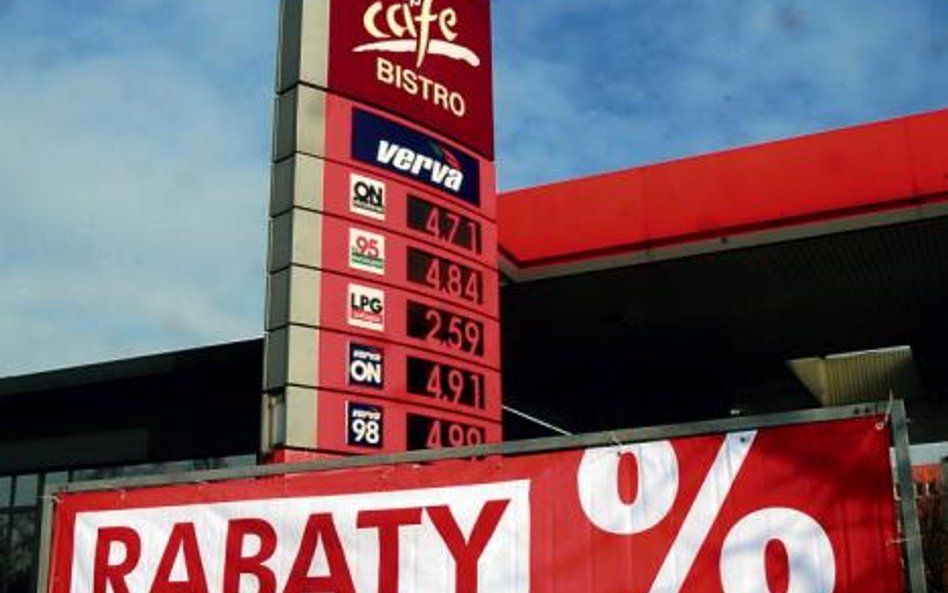 cafe
BISTRO
verva
ON 4.71
95 4.84
LPG 2.59
verva ON 4.91
verva 98 4.99
RABATY %